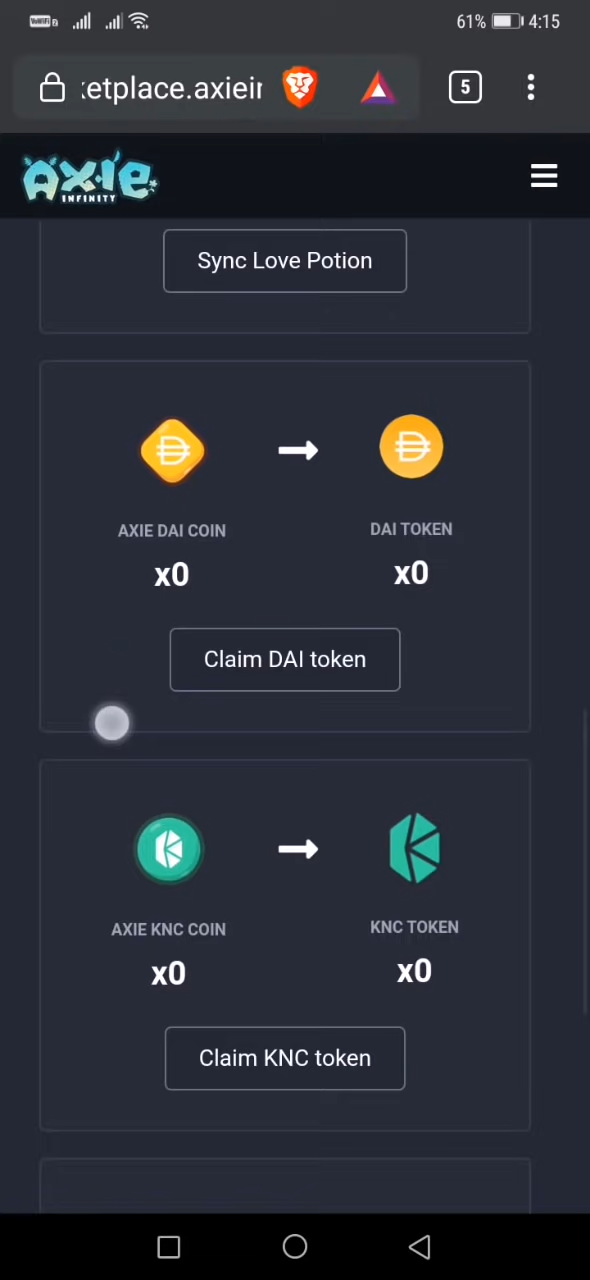 61% 4:15
ketplace.axiein
5
AXIE
INFINITY
Sync Love Potion
AXIE DAI COIN
DAI TOKEN
x0
x0
Claim DAI token
AXIE KNC COIN
KNC TOKEN
x0
x0
Claim KNC token